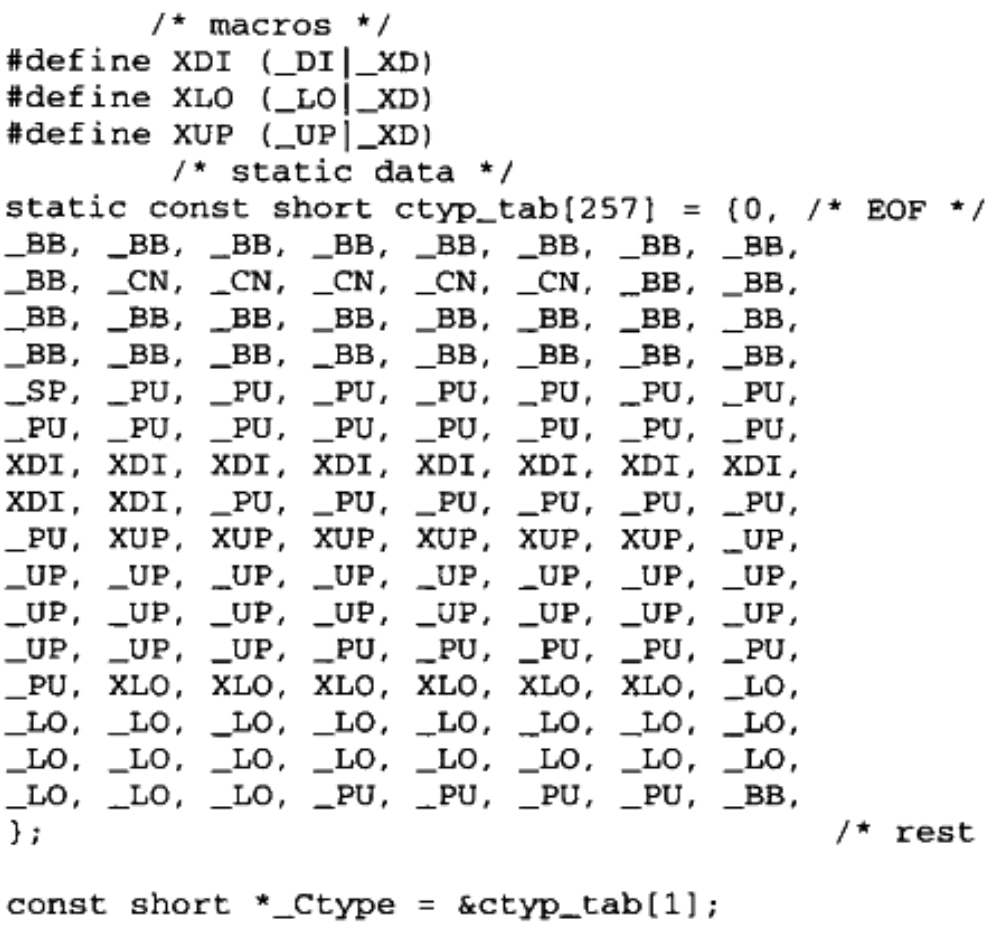 /* macros */
#define XDI (_DI|_XD)
#define XLO (_LO|_XD)
#define XUP (_UP|_XD)
/* static data */
static const short ctyp_tab[257] = {0, /* EOF */
_BB, _BB, _BB, _BB, _BB, _BB, _BB, _BB,
_BB, _CN, _CN, _CN, _CN, _CN, _BB, _BB,
_BB, _BB, _BB, _BB, _BB, _BB, _BB, _BB,
_BB, _BB, _BB, _BB, _BB, _BB, _BB, _BB,
_SP, _PU, _PU, _PU, _PU, _PU, _PU, _PU,
_PU, _PU, _PU, _PU, _PU, _PU, _PU, _PU,
XDI, XDI, XDI, XDI, XDI, XDI, XDI, XDI,
XDI, XDI, _PU, _PU, _PU, _PU, _PU, _PU,
_PU, XUP, XUP, XUP, XUP, XUP, XUP, _UP,
_UP, _UP, _UP, _UP, _UP, _UP, _UP, _UP,
_UP, _UP, _UP, _UP, _UP, _UP, _UP, _UP,
_UP, _UP, _UP, _PU, _PU, _PU, _PU, _PU,
_PU, XLO, XLO, XLO, XLO, XLO, XLO, _LO,
_LO, _LO, _LO, _LO, _LO, _LO, _LO, _LO,
_LO, _LO, _LO, _LO, _LO, _LO, _LO, _LO,
_LO, _LO, _LO, _PU, _PU, _PU, _PU, _BB,
}; /* rest
const short *_Ctype = &ctyp_tab[1];